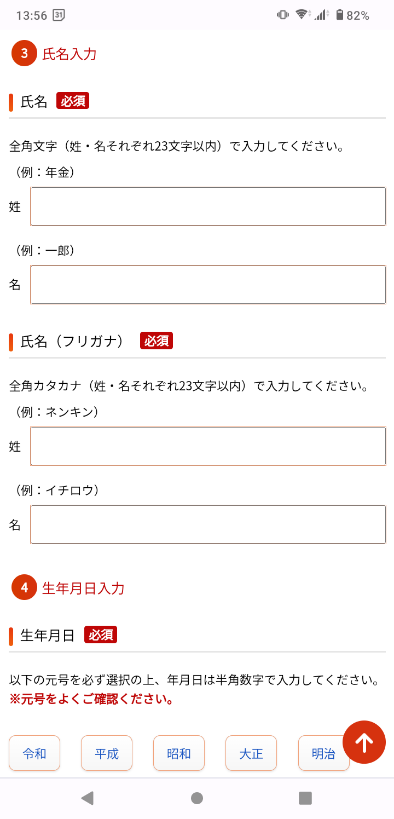 13:56 31 82%
3 氏名入力
氏名 必須
全角文字（姓・名それぞれ23文字以内）で入力してください。
（例：年金）
姓
（例：一郎）
名
氏名（フリガナ） 必須
全角カタカナ（姓・名それぞれ23文字以内）で入力してください。
（例：ネンキン）
姓
（例：イチロウ）
名
4 生年月日入力
生年月日 必須
以下の元号を必ず選択の上、年月日は半角数字で入力してください。
※元号をよくご確認ください。
令和 平成 昭和 大正 明治